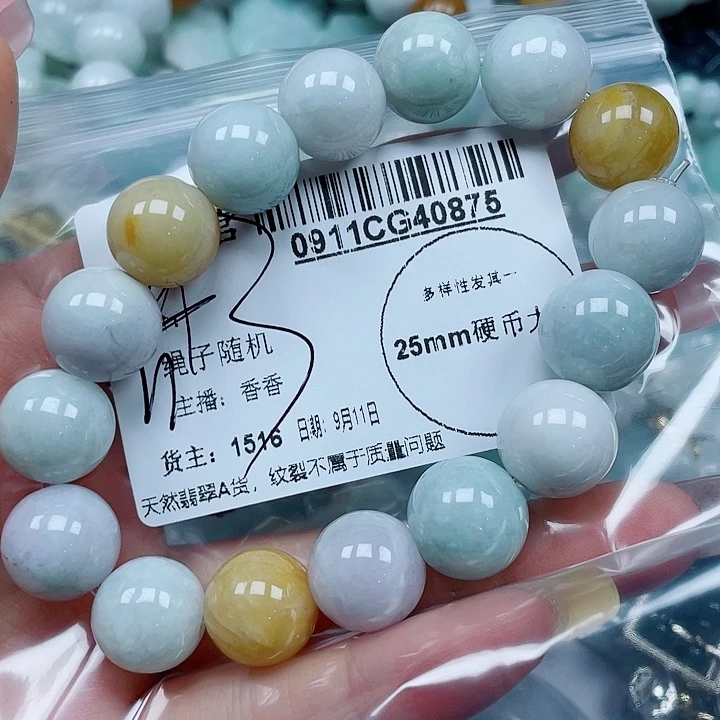 0911CG40875
多样性发其一
25mm硬币大
绳子随机
主播: 香香
货主: 1516 日期: 9月11日
天然翡翠A货, 纹裂不属于质量问题